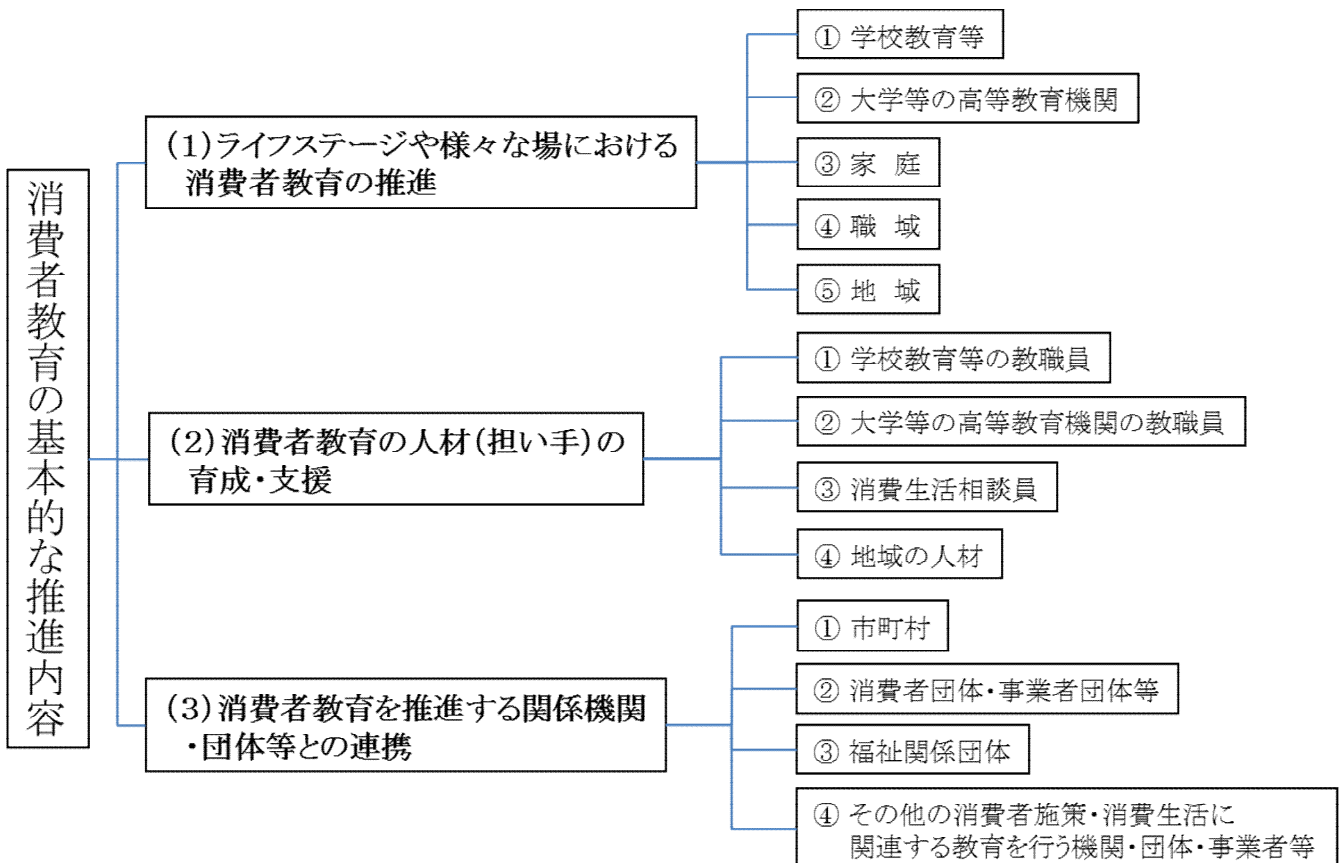 消費者教育の基本的な推進内容
(1)ライフステージや様々な場における
消費者教育の推進
① 学校教育等
② 大学等の高等教育機関
③ 家 庭
④ 職 域
⑤ 地 域
(2)消費者教育の人材(担い手)の
育成・支援
① 学校教育等の教職員
② 大学等の高等教育機関の教職員
③ 消費生活相談員
④ 地域の人材
(3)消費者教育を推進する関係機関
・団体等との連携
① 市町村
② 消費者団体・事業者団体等
③ 福祉関係団体
④ その他の消費者施策・消費生活に
関連する教育を行う機関・団体・事業者等